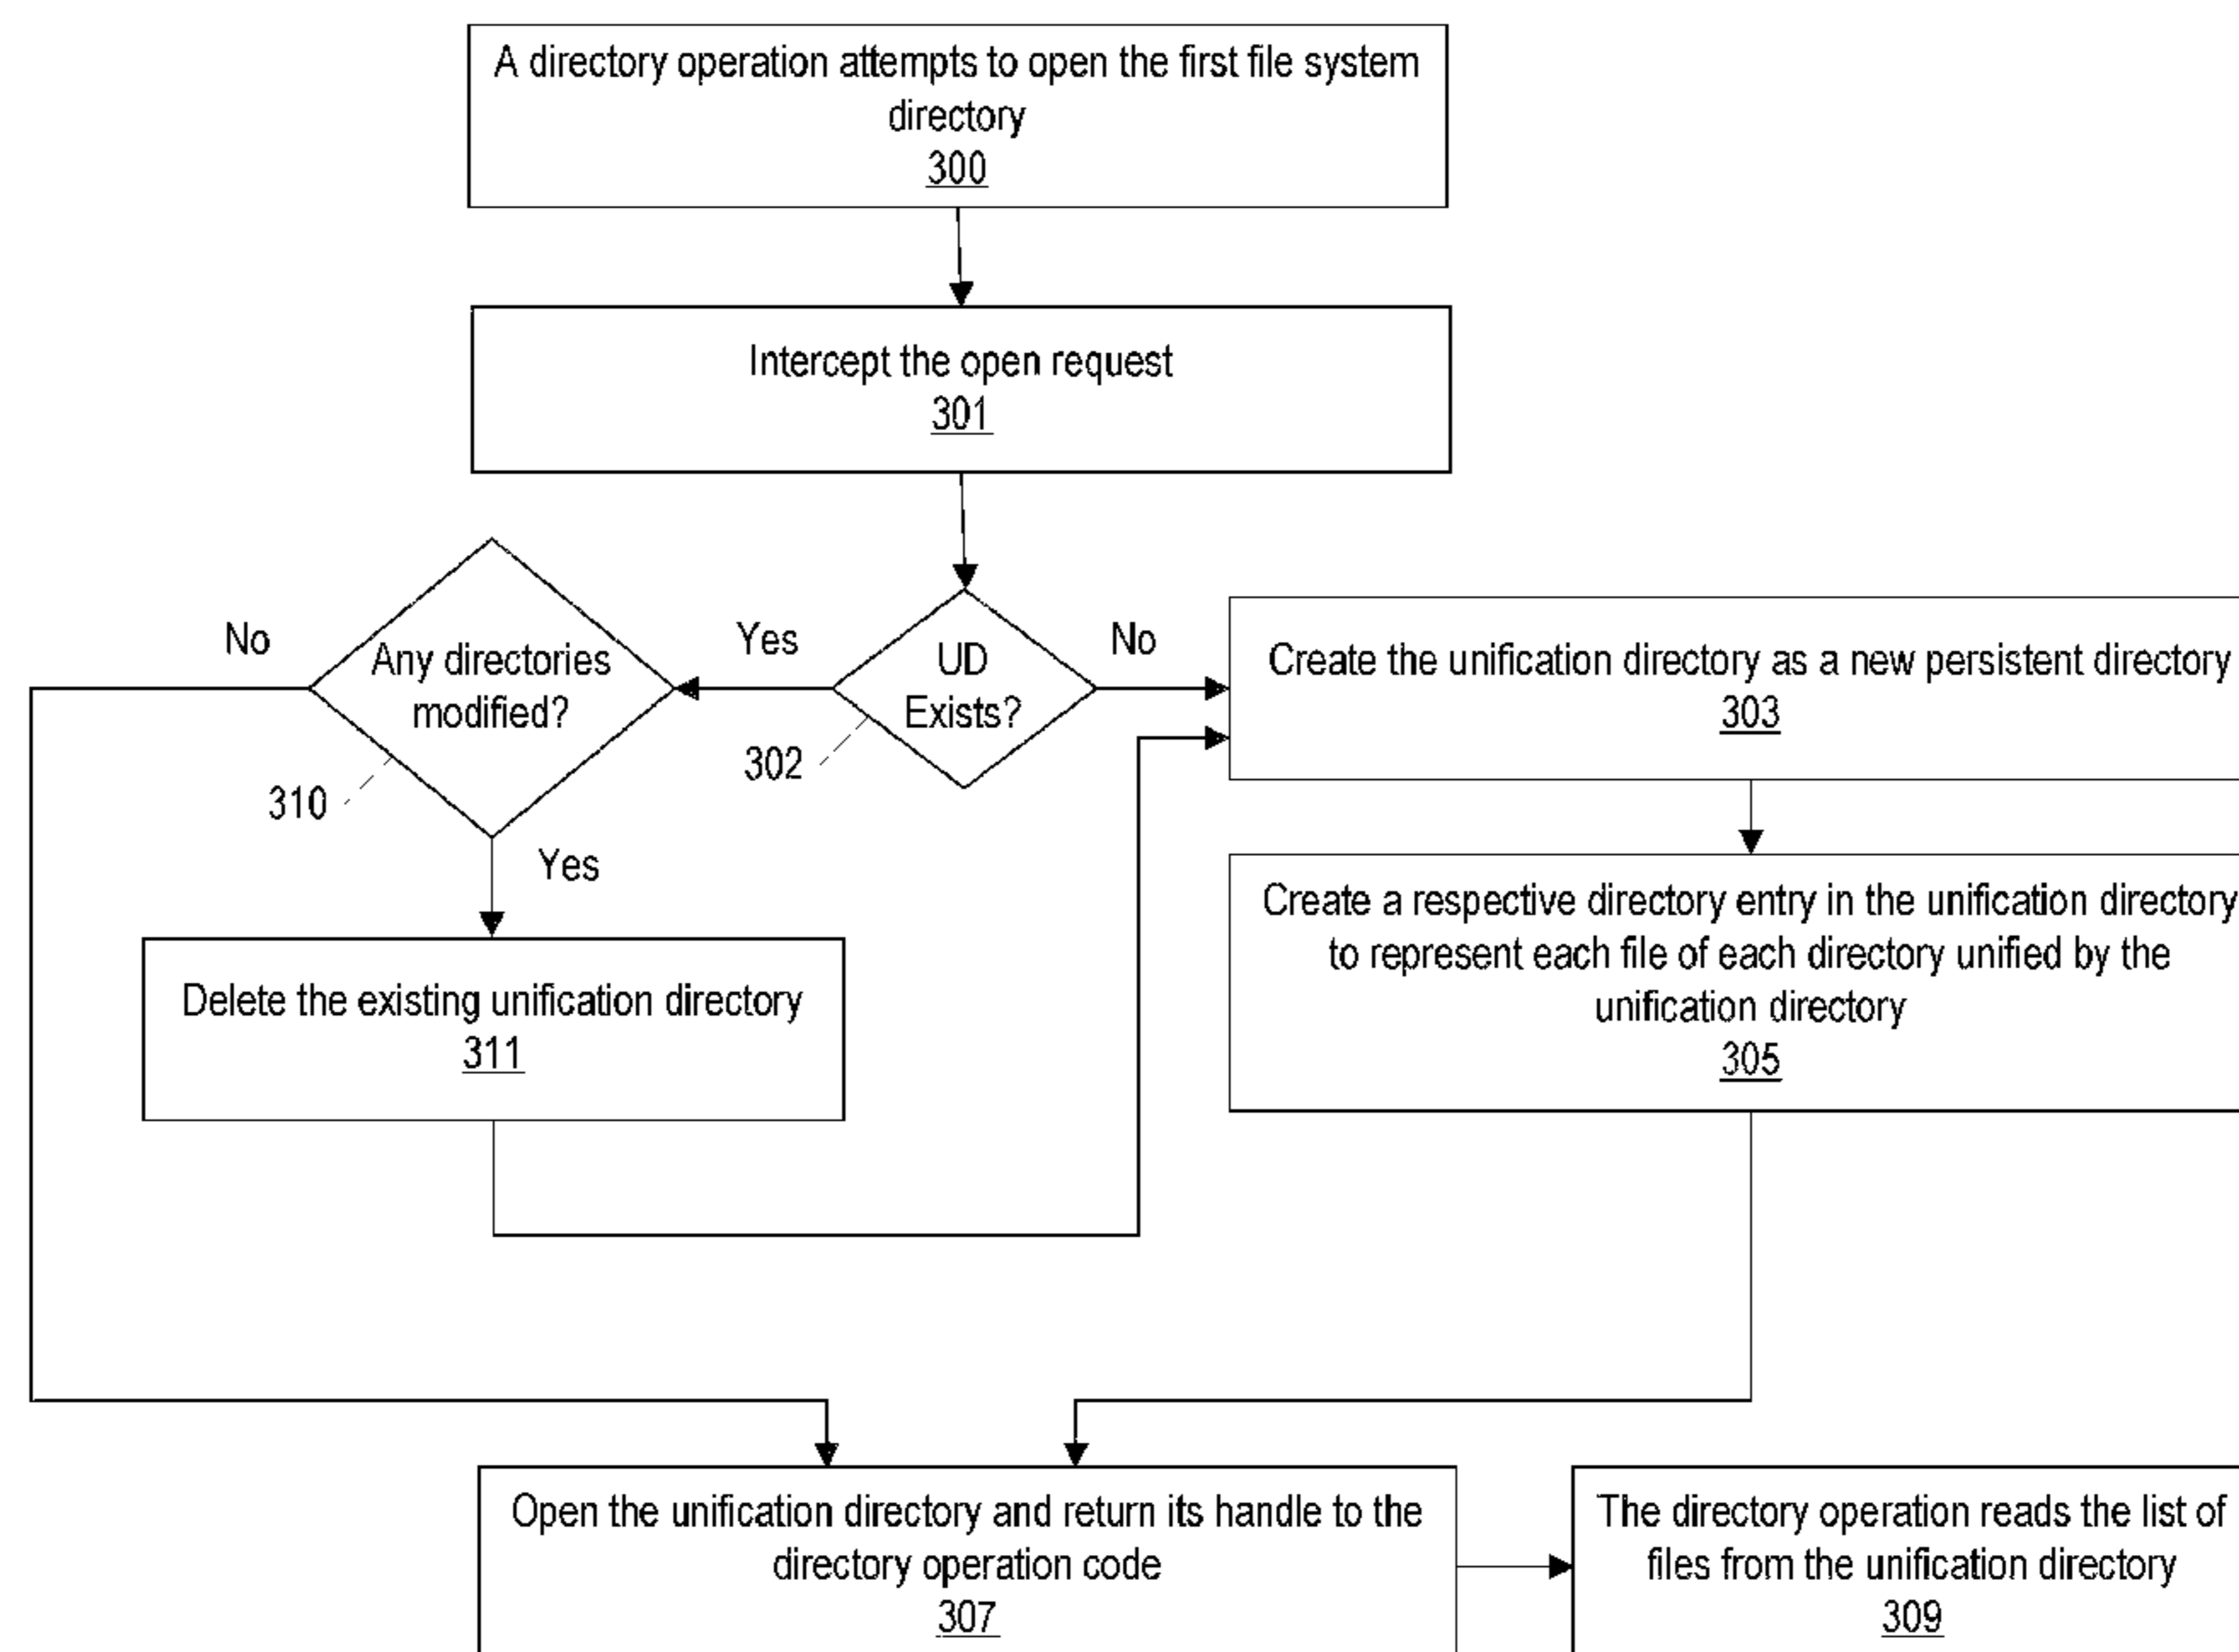 A directory operation attempts to open the first file system
directory
300
Intercept the open request
301
No
Any directories
modified?
310
Yes
UD
Exists?
302
No
Create the unification directory as a new persistent directory
303
Yes
Create a respective directory entry in the unification directory
to represent each file of each directory unified by the
unification directory
305
Delete the existing unification directory
311
Open the unification directory and return its handle to the
directory operation code
307
The directory operation reads the list of
files from the unification directory
309